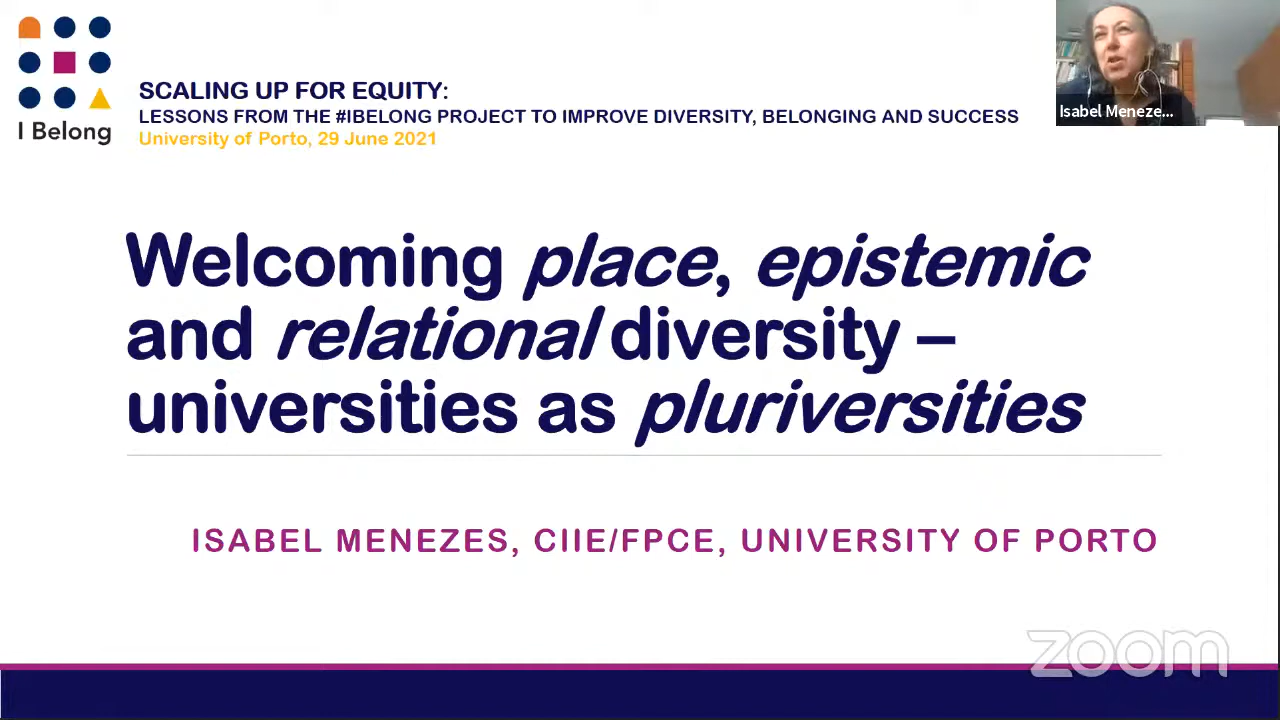 I Belong
SCALING UP FOR EQUITY:
LESSONS FROM THE #IBELONG PROJECT TO IMPROVE DIVERSITY, BELONGING AND SUCCESS
University of Porto, 29 June 2021
Isabel Meneze...
Welcoming place, epistemic
and relational diversity –
universities as pluriversities
ISABEL MENEZES, CIIE/FPCE, UNIVERSITY OF PORTO
zoom